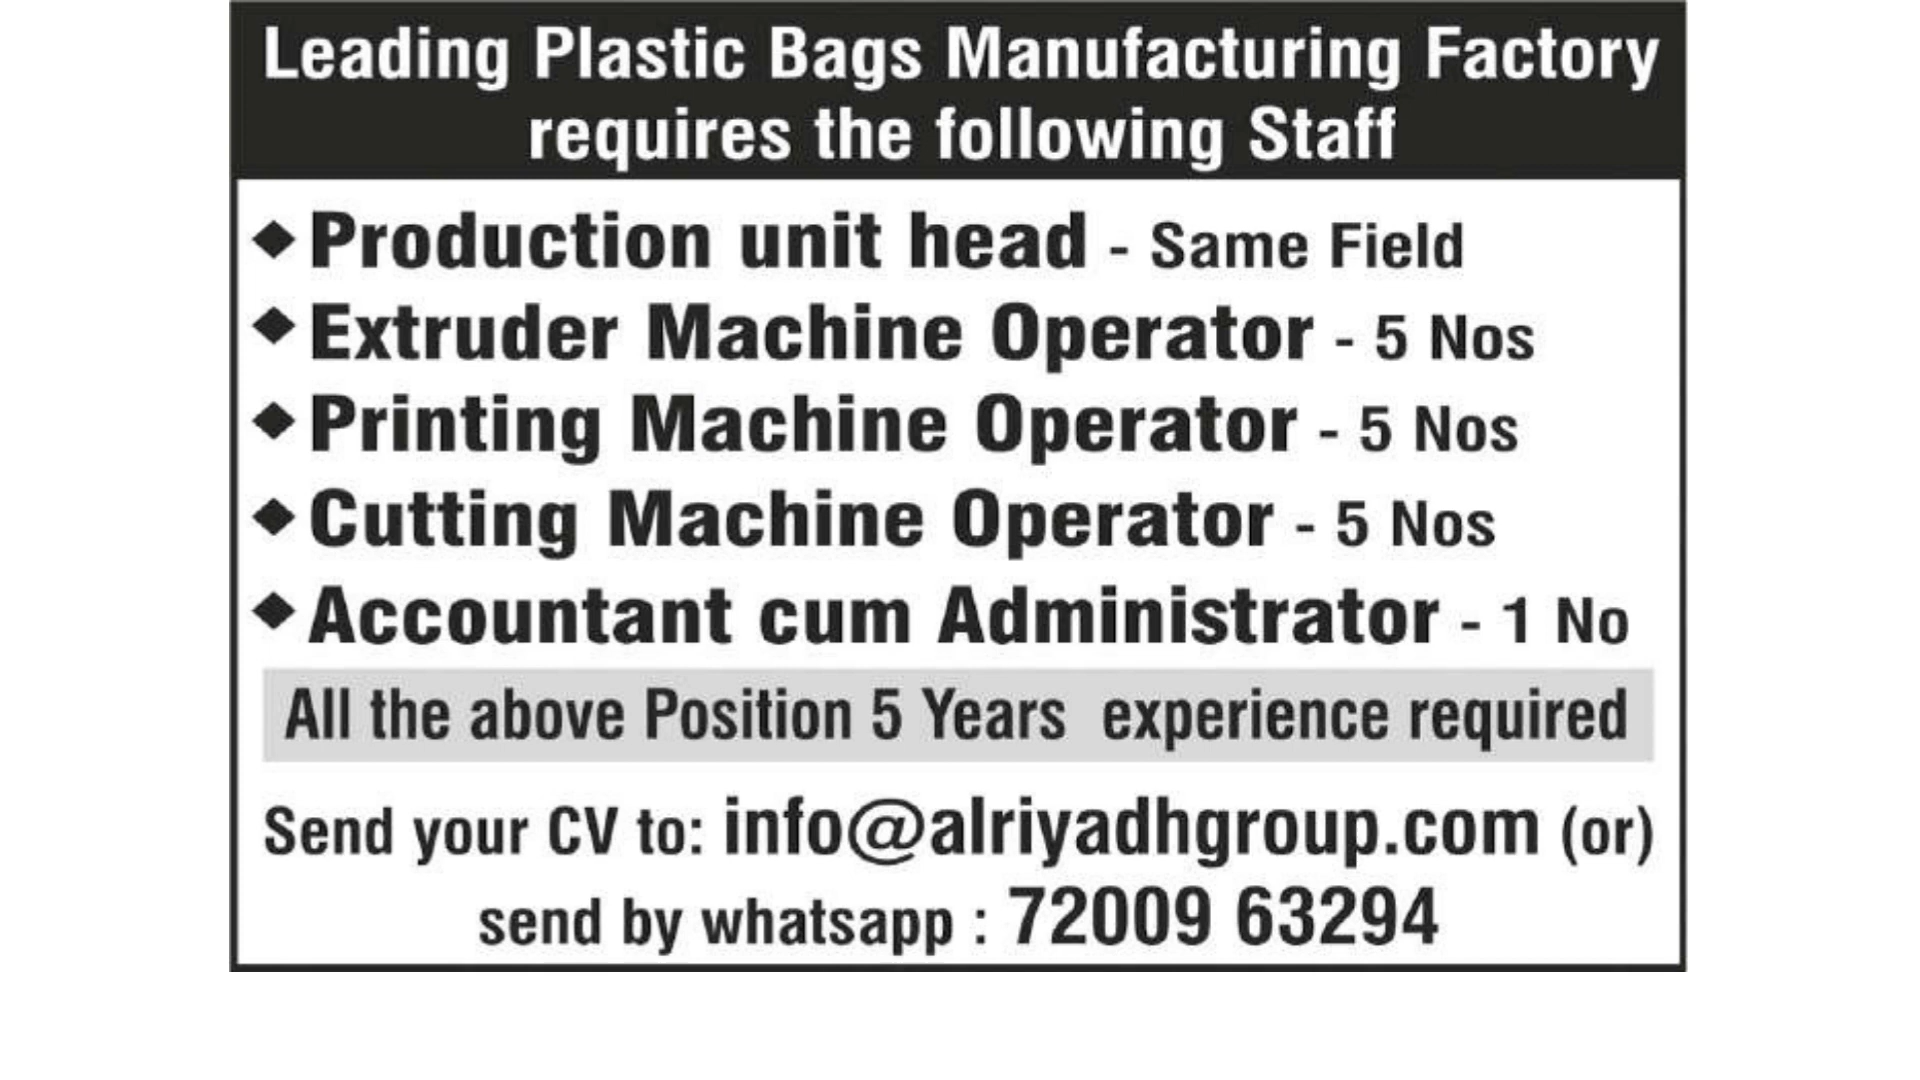 Leading Plastic Bags Manufacturing Factory
requires the following Staff
◆ Production unit head - Same Field
◆ Extruder Machine Operator - 5 Nos
◆ Printing Machine Operator - 5 Nos
◆ Cutting Machine Operator - 5 Nos
◆ Accountant cum Administrator - 1 No
All the above Position 5 Years experience required
Send your CV to: info@alriyadhgroup.com (or)
send by whatsapp : 72009 63294